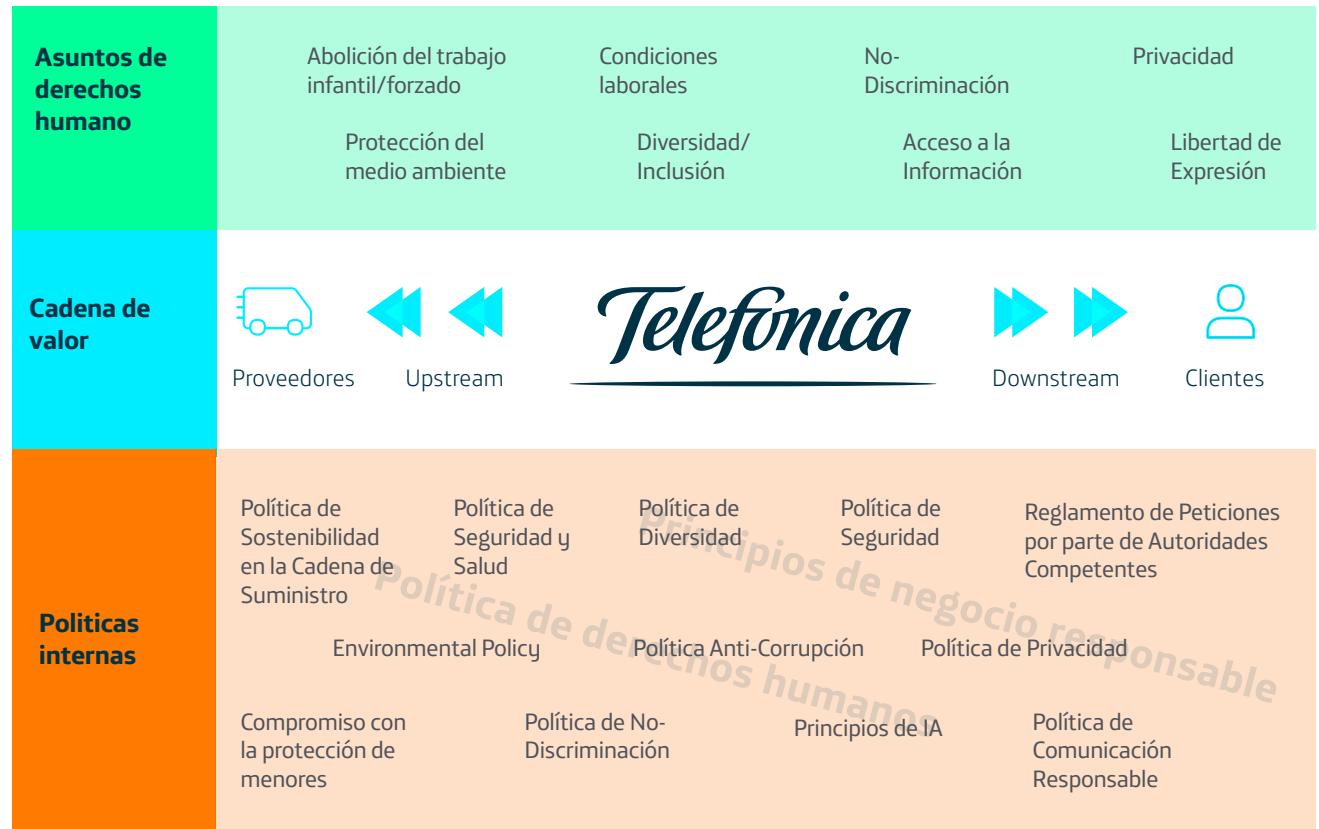 Asuntos de
derechos
humano
Abolición del trabajo
infantil/forzado
Condiciones
laborales
No-
Discriminación
Privacidad
Protección del
medio ambiente
Diversidad/
Inclusión
Acceso a la
Información
Libertad de
Expresión
Cadena de
valor
Proveedores
Upstream
Telefónica
Downstream
Clientes
Politicas
internas
Política de
Sostenibilidad
en la Cadena de
Suministro
Política de
Seguridad y
Salud
Política de
Diversidad
Política de
Seguridad
Reglamento de Peticiones
por parte de Autoridades
Competentes
Principios de negocio responsable
Política de derechos humanos
Environmental Policy
Política Anti-Corrupción
Política de Privacidad
Compromiso con
la protección de
menores
Política de No-
Discriminación
Principios de IA
Política de
Comunicación
Responsable